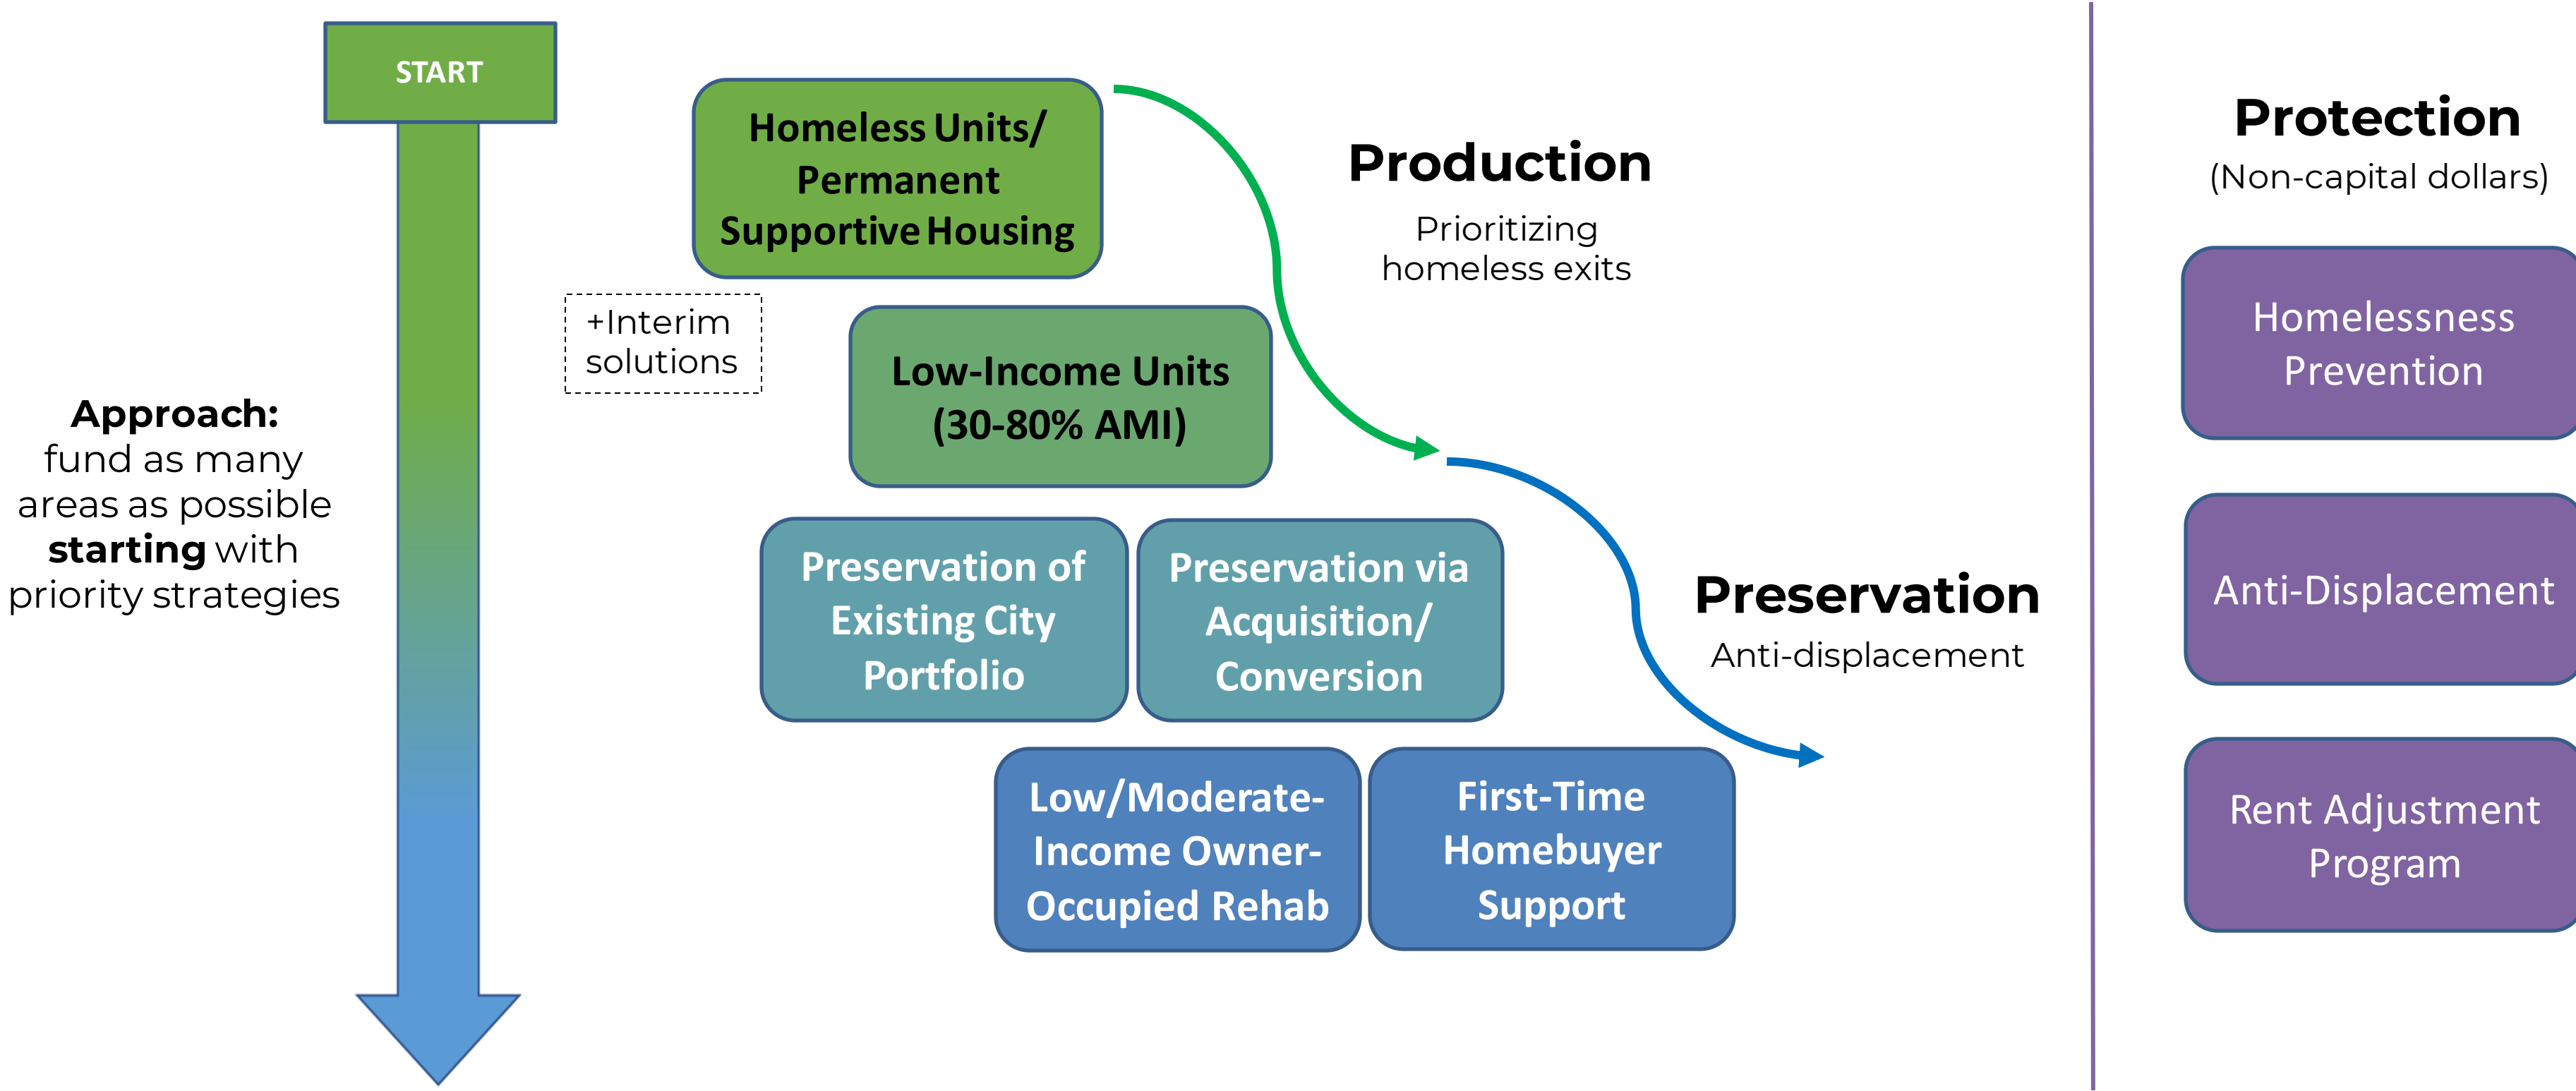 START
Approach:
fund as many
areas as possible
starting with
priority strategies
Homeless Units/
Permanent
Supportive Housing
+Interim
solutions
Low-Income Units
(30-80% AMI)
Production
Prioritizing
homeless exits
Preservation of
Existing City
Portfolio
Preservation via
Acquisition/
Conversion
Preservation
Anti-displacement
Low/Moderate-
Income Owner-
Occupied Rehab
First-Time
Homebuyer
Support
Protection
(Non-capital dollars)
Homelessness
Prevention
Anti-Displacement
Rent Adjustment
Program